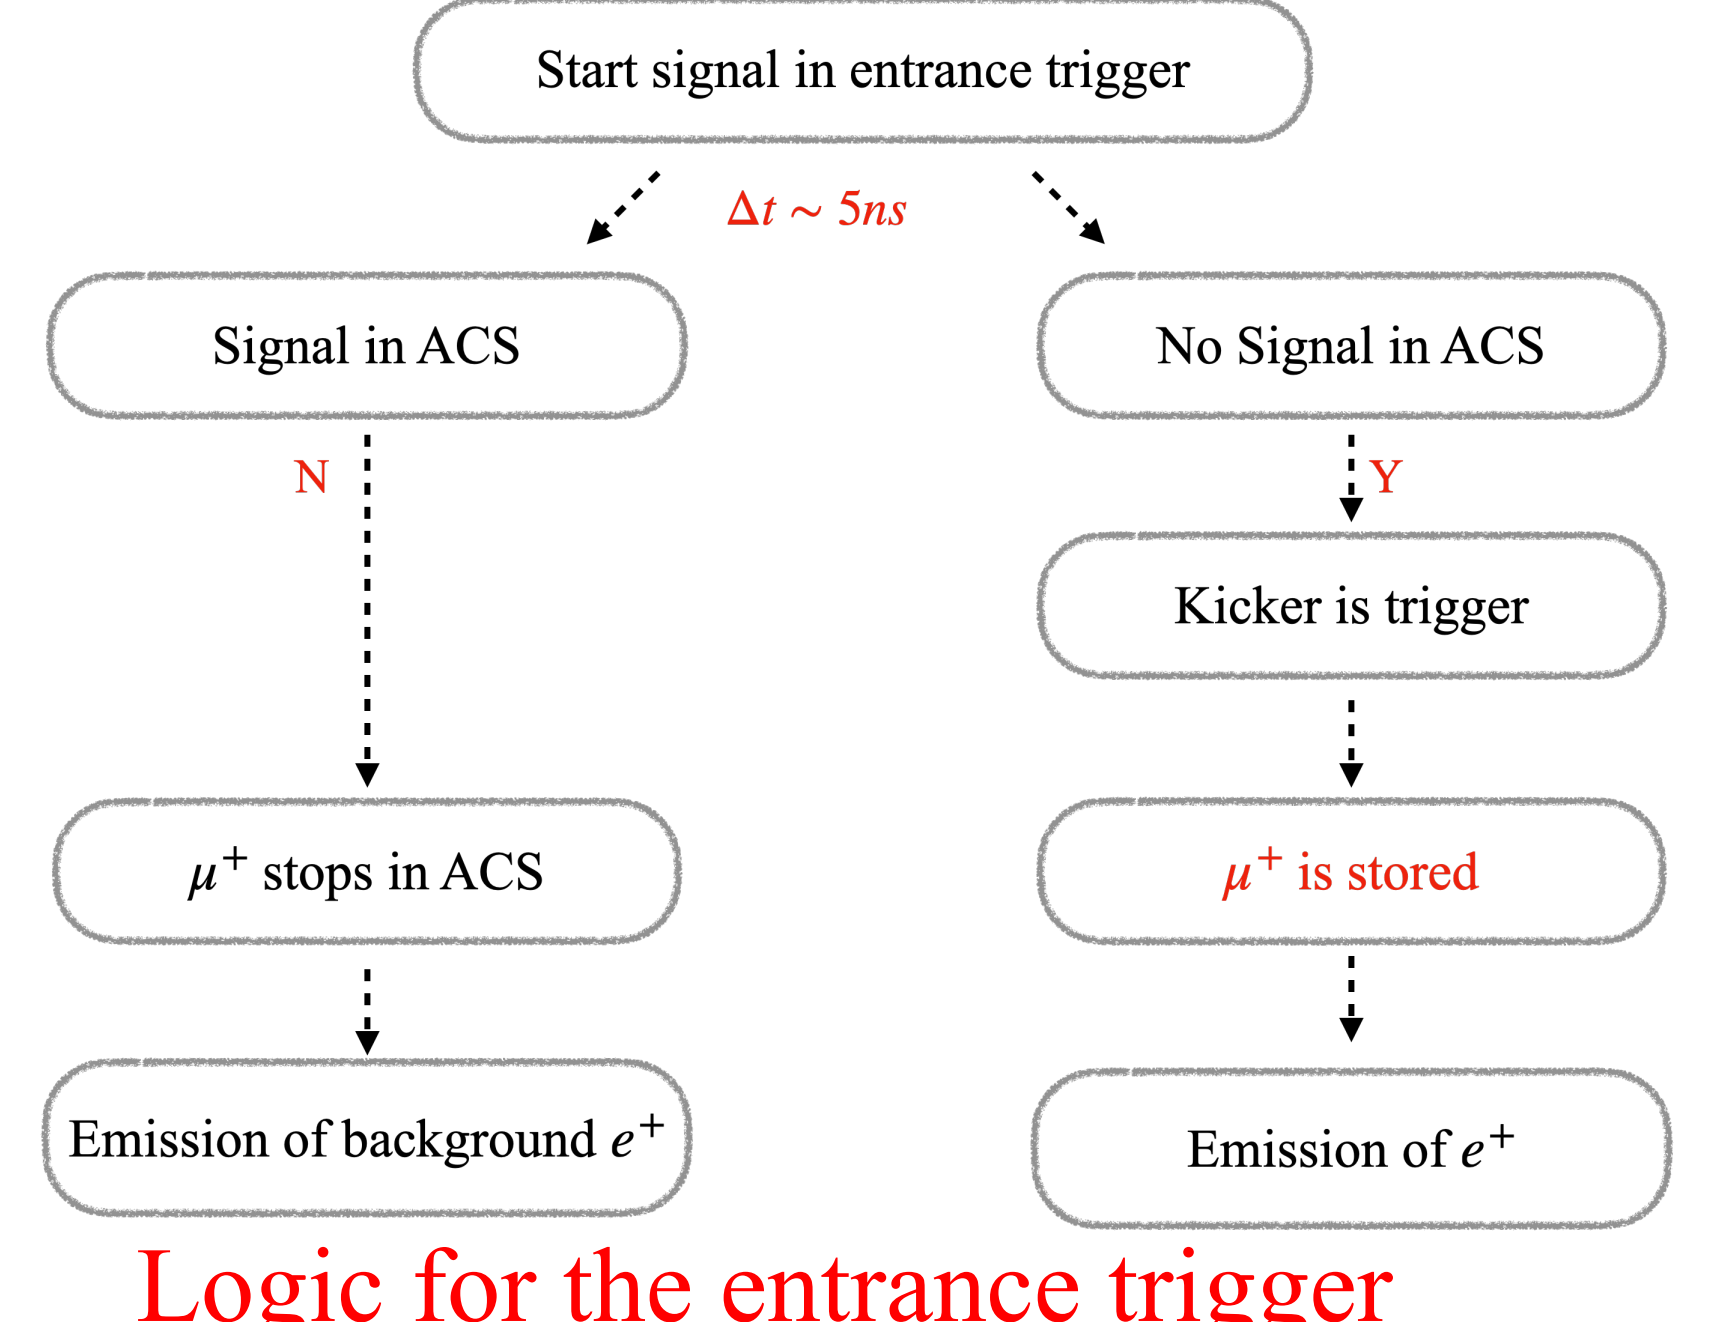 Start signal in entrance trigger
Δt ~ 5ns
Signal in ACS
No Signal in ACS
N
Y
Kicker is trigger
μ⁺ stops in ACS
μ⁺ is stored
Emission of background e⁺
Emission of e⁺
Logic for the entrance trigger